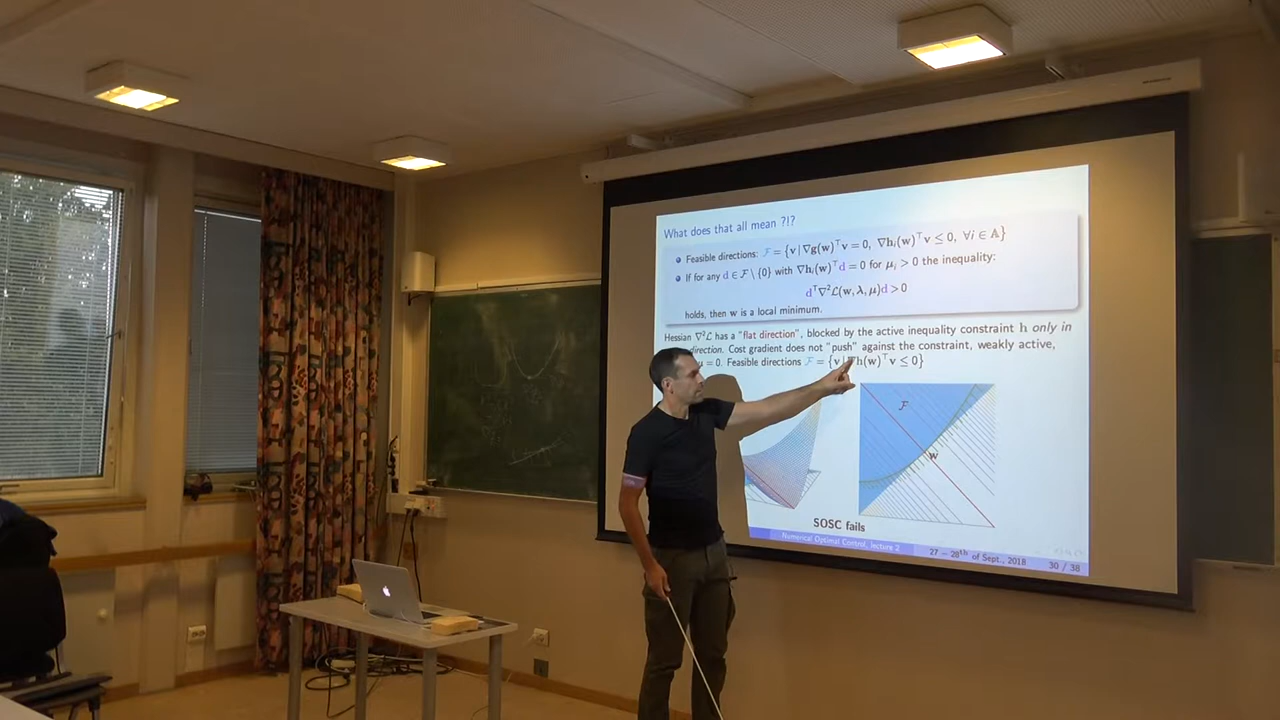 What does that all mean ?!?
Feasible directions: ℱ = {v | ∇g(w)ᵀv = 0, ∇hᵢ(w)ᵀv ≤ 0, ∀i ∈ 𝔸}
If for any d ∈ ℱ \ {0} with ∇hᵢ(w)ᵀd = 0 for μᵢ > 0 the inequality:
dᵀ∇²ℒ(w, λ, μ)d > 0
holds, then w is a local minimum.
Hessian ∇²ℒ has a "flat direction", blocked by the active inequality constraint h only in
direction. Cost gradient does not "push" against the constraint, weakly active,
= 0. Feasible directions ℱ = {v | h(w)ᵀv ≤ 0}
ℱ
w
SOSC fails
Numerical Optimal Control, lecture 2
27 – 28ᵗʰ of Sept., 2018
30 / 38